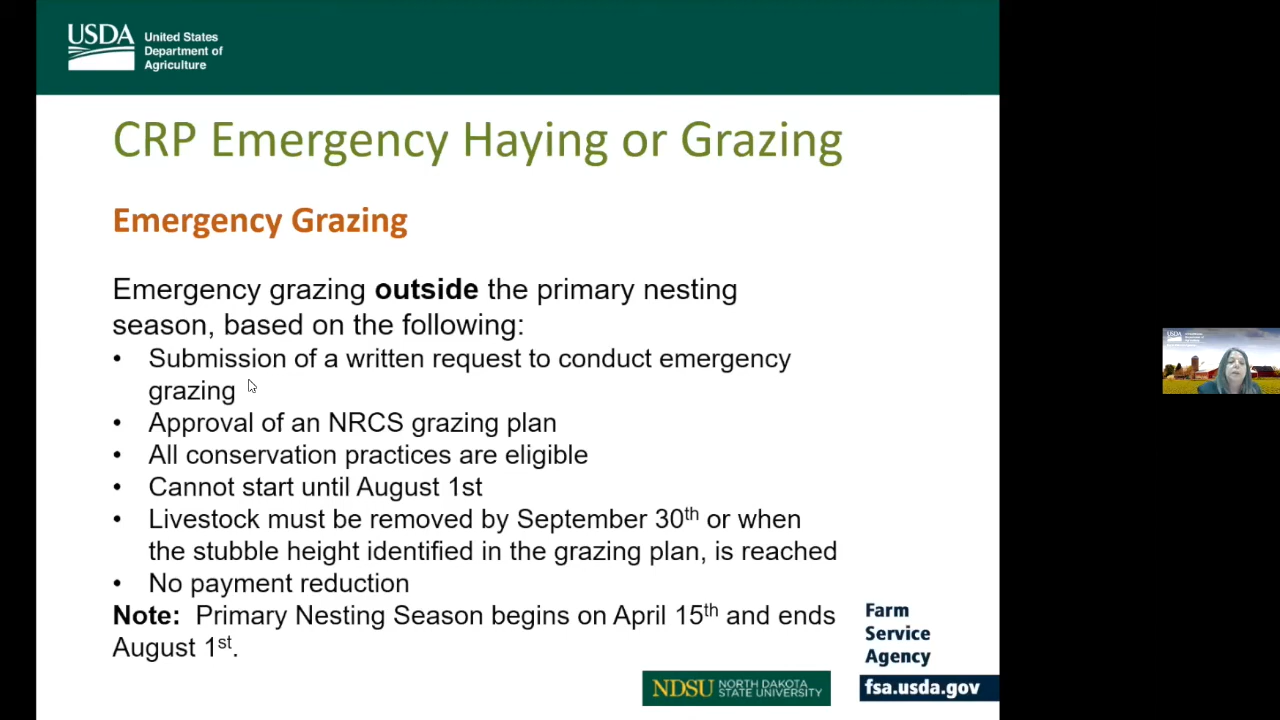 USDA
United States
Department of
Agriculture
CRP Emergency Haying or Grazing
Emergency Grazing
Emergency grazing outside the primary nesting
season, based on the following:
• Submission of a written request to conduct emergency
grazing
• Approval of an NRCS grazing plan
• All conservation practices are eligible
• Cannot start until August 1st
• Livestock must be removed by September 30th or when
the stubble height identified in the grazing plan, is reached
• No payment reduction
Note: Primary Nesting Season begins on April 15th and ends
August 1st.
Farm
Service
Agency
fsa.usda.gov
NDSU NORTH DAKOTA
STATE UNIVERSITY
USDA